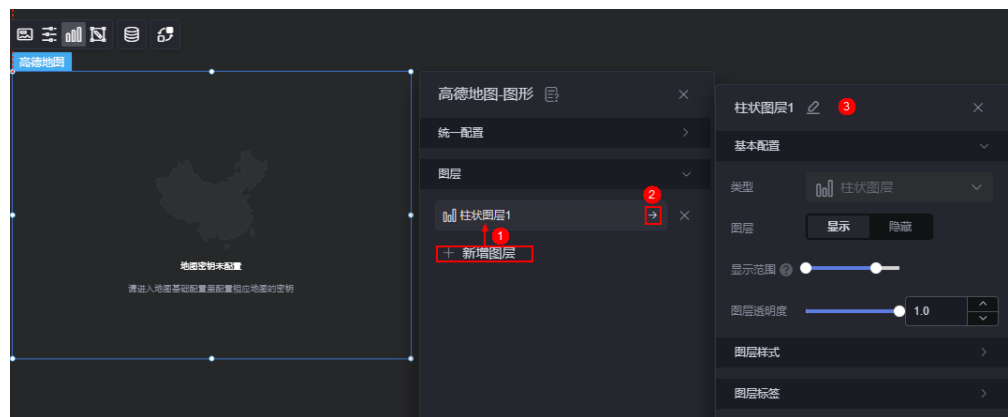 高德地图
地图密钥未配置
请进入地图基础配置里配置相应地图的密钥
高德地图-图形
统一配置
图层
2
柱状图层1
1
新增图层
柱状图层1
3
基本配置
类型 柱状图层
图层 显示 隐藏
显示范围
图层透明度 1.0
图层样式
图层标签